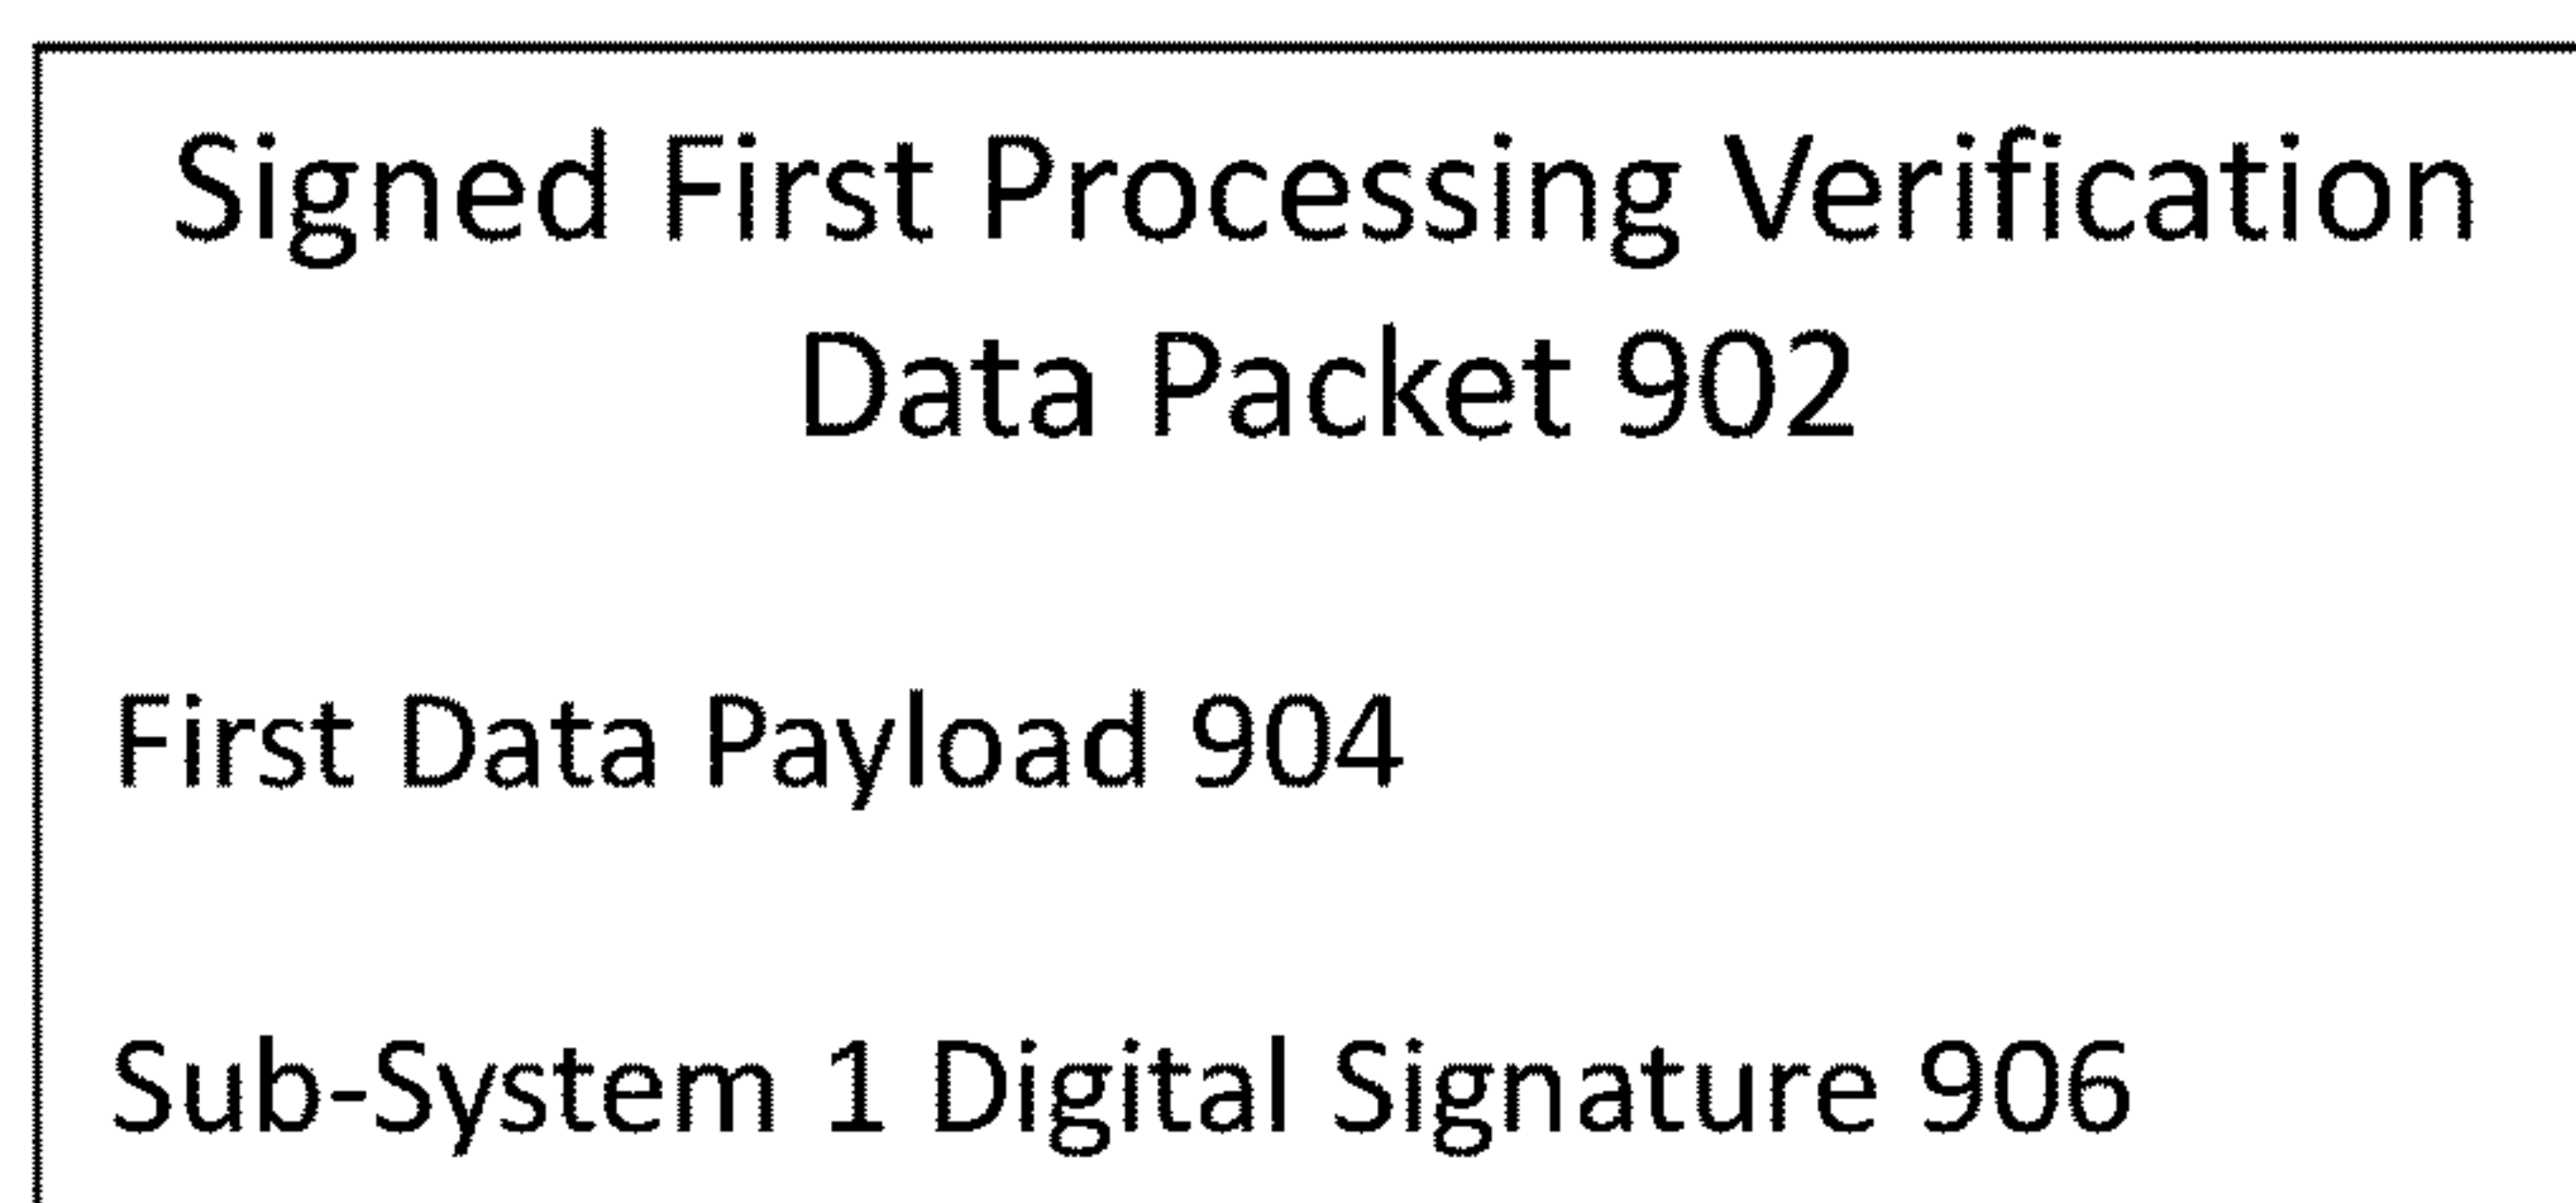 Signed First Processing Verification
Data Packet 902
First Data Payload 904
Sub-System 1 Digital Signature 906